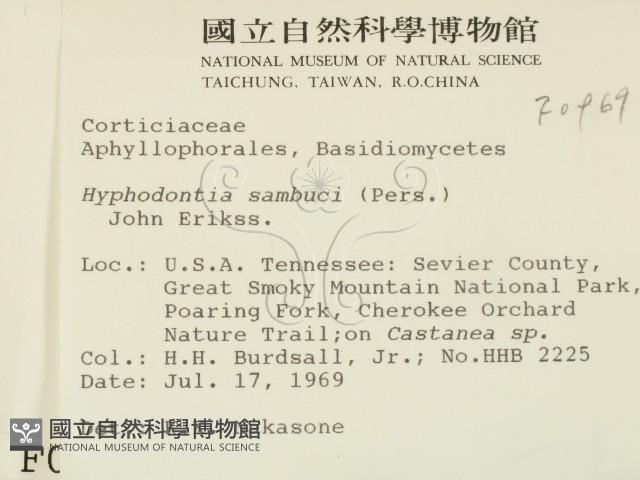 國立自然科學博物館
NATIONAL MUSEUM OF NATURAL SCIENCE
TAICHUNG, TAIWAN, R.O.CHINA
Corticiaceae
Aphyllophorales, Basidiomycetes
Hyphodontia sambuci (Pers.)
John Erikss.
Loc.: U.S.A. Tennessee: Sevier County,
Great Smoky Mountain National Park,
Poaring Fork, Cherokee Orchard
Nature Trail;on Castanea sp.
Col.: H.H. Burdsall, Jr.; No.HHB 2225
Date: Jul. 17, 1969
國立自然科學博物館
NATIONAL MUSEUM OF NATURAL SCIENCE